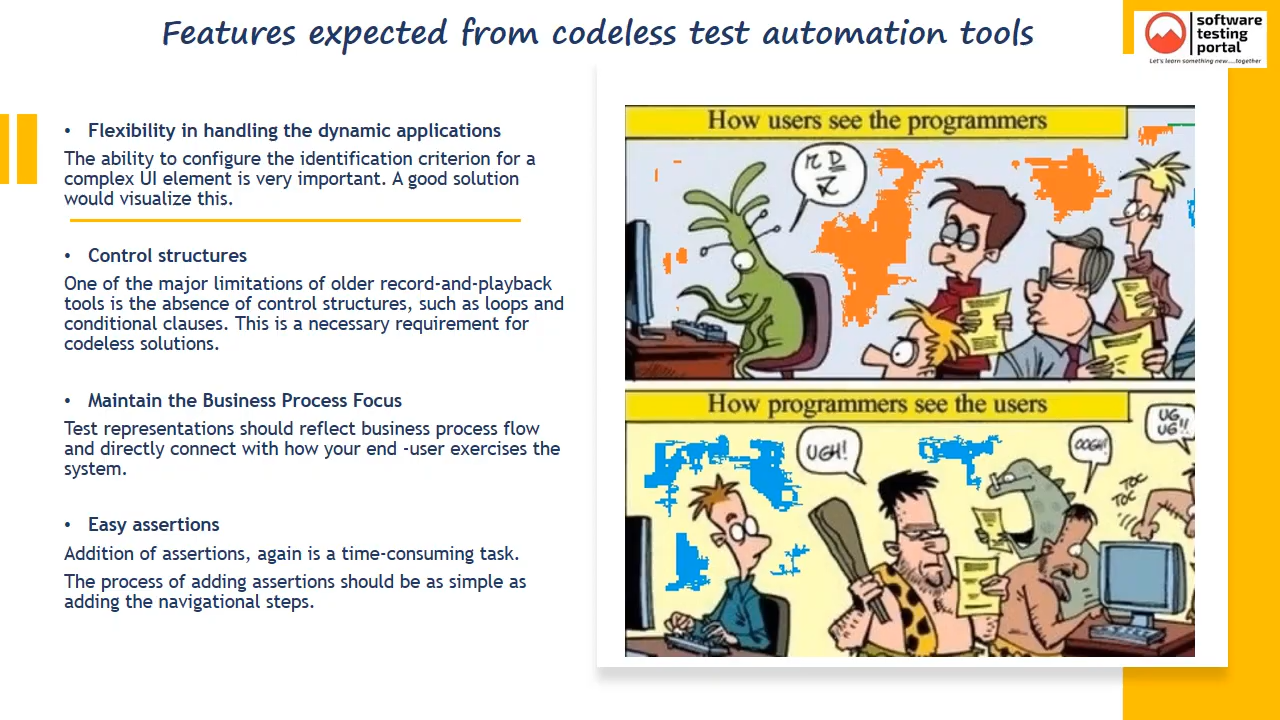 Features expected from codeless test automation tools
software
testing
portal
Let's learn something new....together
• Flexibility in handling the dynamic applications
The ability to configure the identification criterion for a
complex UI element is very important. A good solution
would visualize this.
• Control structures
One of the major limitations of older record-and-playback
tools is the absence of control structures, such as loops and
conditional clauses. This is a necessary requirement for
codeless solutions.
• Maintain the Business Process Focus
Test representations should reflect business process flow
and directly connect with how your end -user exercises the
system.
• Easy assertions
Addition of assertions, again is a time-consuming task.
The process of adding assertions should be as simple as
adding the navigational steps.
How users see the programmers
How programmers see the users
UGH!
OOGH!
UG,
UG!!
TOC
TOC